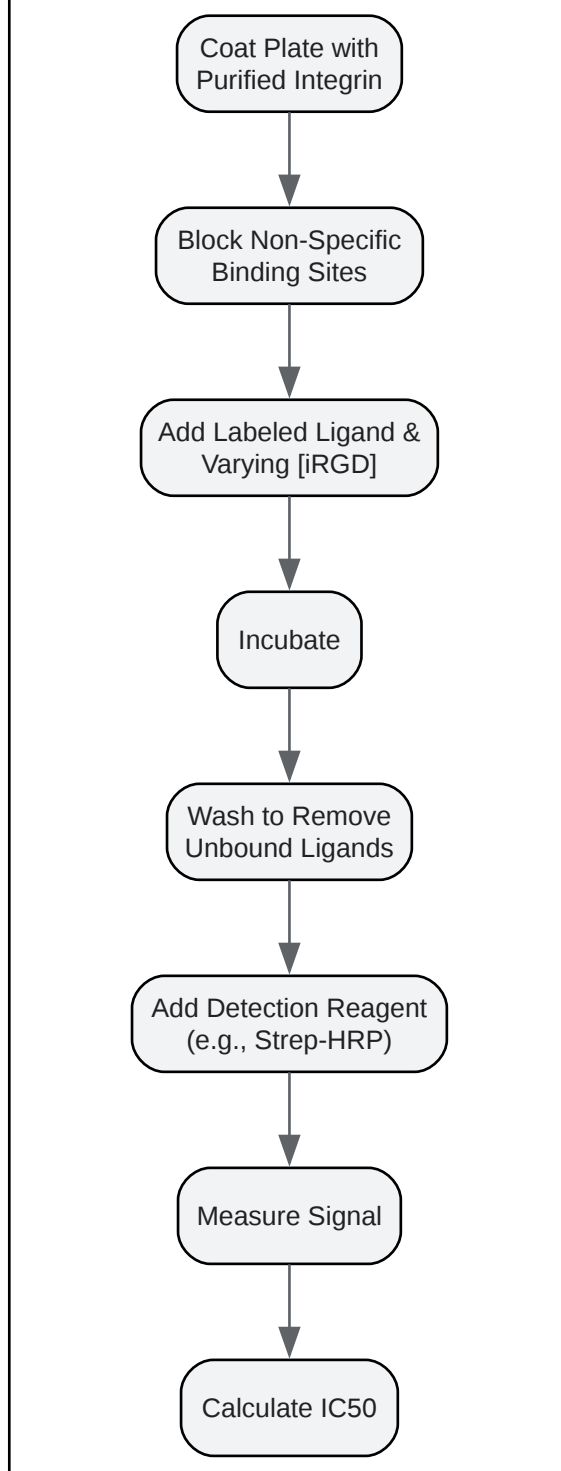 Coat Plate with
Purified Integrin
Block Non-Specific
Binding Sites
Add Labeled Ligand &
Varying [iRGD]
Incubate
Wash to Remove
Unbound Ligands
Add Detection Reagent
(e.g., Strep-HRP)
Measure Signal
Calculate IC50